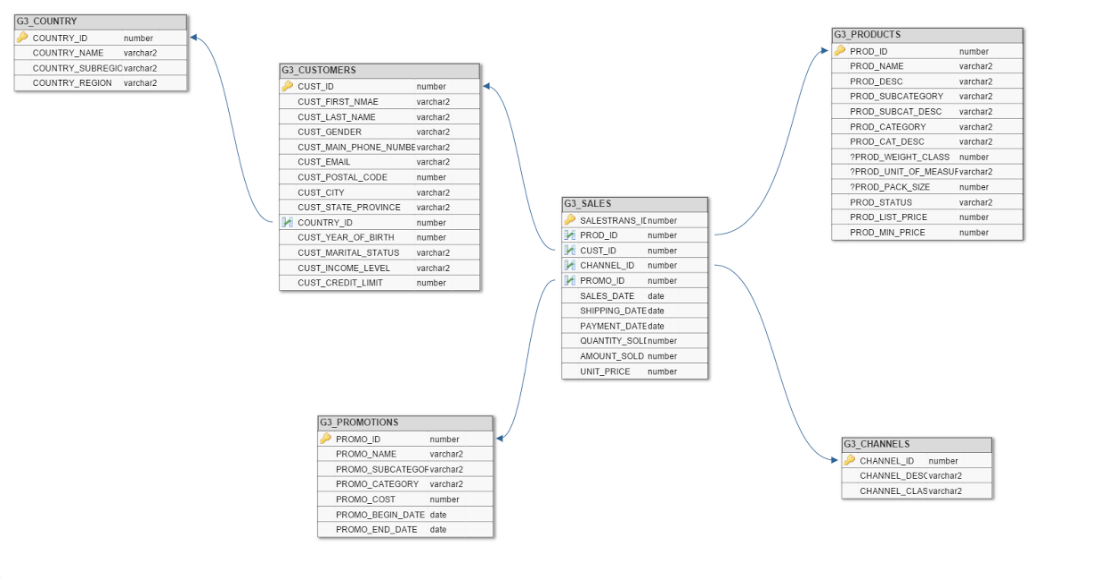 G3_COUNTRY
COUNTRY_ID number
COUNTRY_NAME varchar2
COUNTRY_SUBREGIC varchar2
COUNTRY_REGION varchar2
G3_CUSTOMERS
CUST_ID number
CUST_FIRST_NMAE varchar2
CUST_LAST_NAME varchar2
CUST_GENDER varchar2
CUST_MAIN_PHONE_NUMBE varchar2
CUST_EMAIL varchar2
CUST_POSTAL_CODE number
CUST_CITY varchar2
CUST_STATE_PROVINCE varchar2
COUNTRY_ID number
CUST_YEAR_OF_BIRTH number
CUST_MARITAL_STATUS varchar2
CUST_INCOME_LEVEL varchar2
CUST_CREDIT_LIMIT number
G3_SALES
SALESTRANS_IE number
PROD_ID number
CUST_ID number
CHANNEL_ID number
PROMO_ID number
SALES_DATE date
SHIPPING_DATE date
PAYMENT_DATE date
QUANTITY_SOLI number
AMOUNT_SOLD number
UNIT_PRICE number
G3_PRODUCTS
PROD_ID number
PROD_NAME varchar2
PROD_DESC varchar2
PROD_SUBCATEGORY varchar2
PROD_SUBCAT_DESC varchar2
PROD_CATEGORY varchar2
PROD_CAT_DESC varchar2
?PROD_WEIGHT_CLASS number
?PROD_UNIT_OF_MEASUF varchar2
?PROD_PACK_SIZE number
PROD_STATUS varchar2
PROD_LIST_PRICE number
PROD_MIN_PRICE number
G3_PROMOTIONS
PROMO_ID number
PROMO_NAME varchar2
PROMO_SUBCATEGOF varchar2
PROMO_CATEGORY varchar2
PROMO_COST number
PROMO_BEGIN_DATE date
PROMO_END_DATE date
G3_CHANNELS
CHANNEL_ID number
CHANNEL_DESC varchar2
CHANNEL_CLAS varchar2